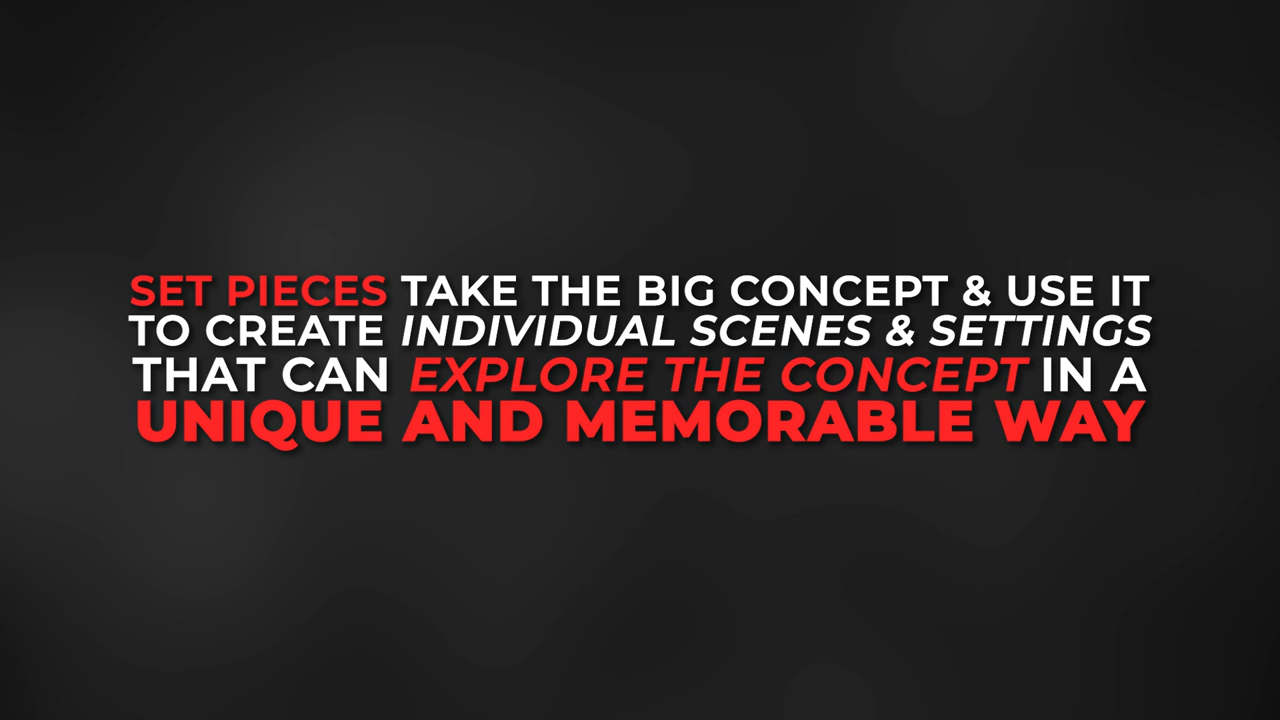 SET PIECES TAKE THE BIG CONCEPT & USE IT
TO CREATE INDIVIDUAL SCENES & SETTINGS
THAT CAN EXPLORE THE CONCEPT IN A
UNIQUE AND MEMORABLE WAY